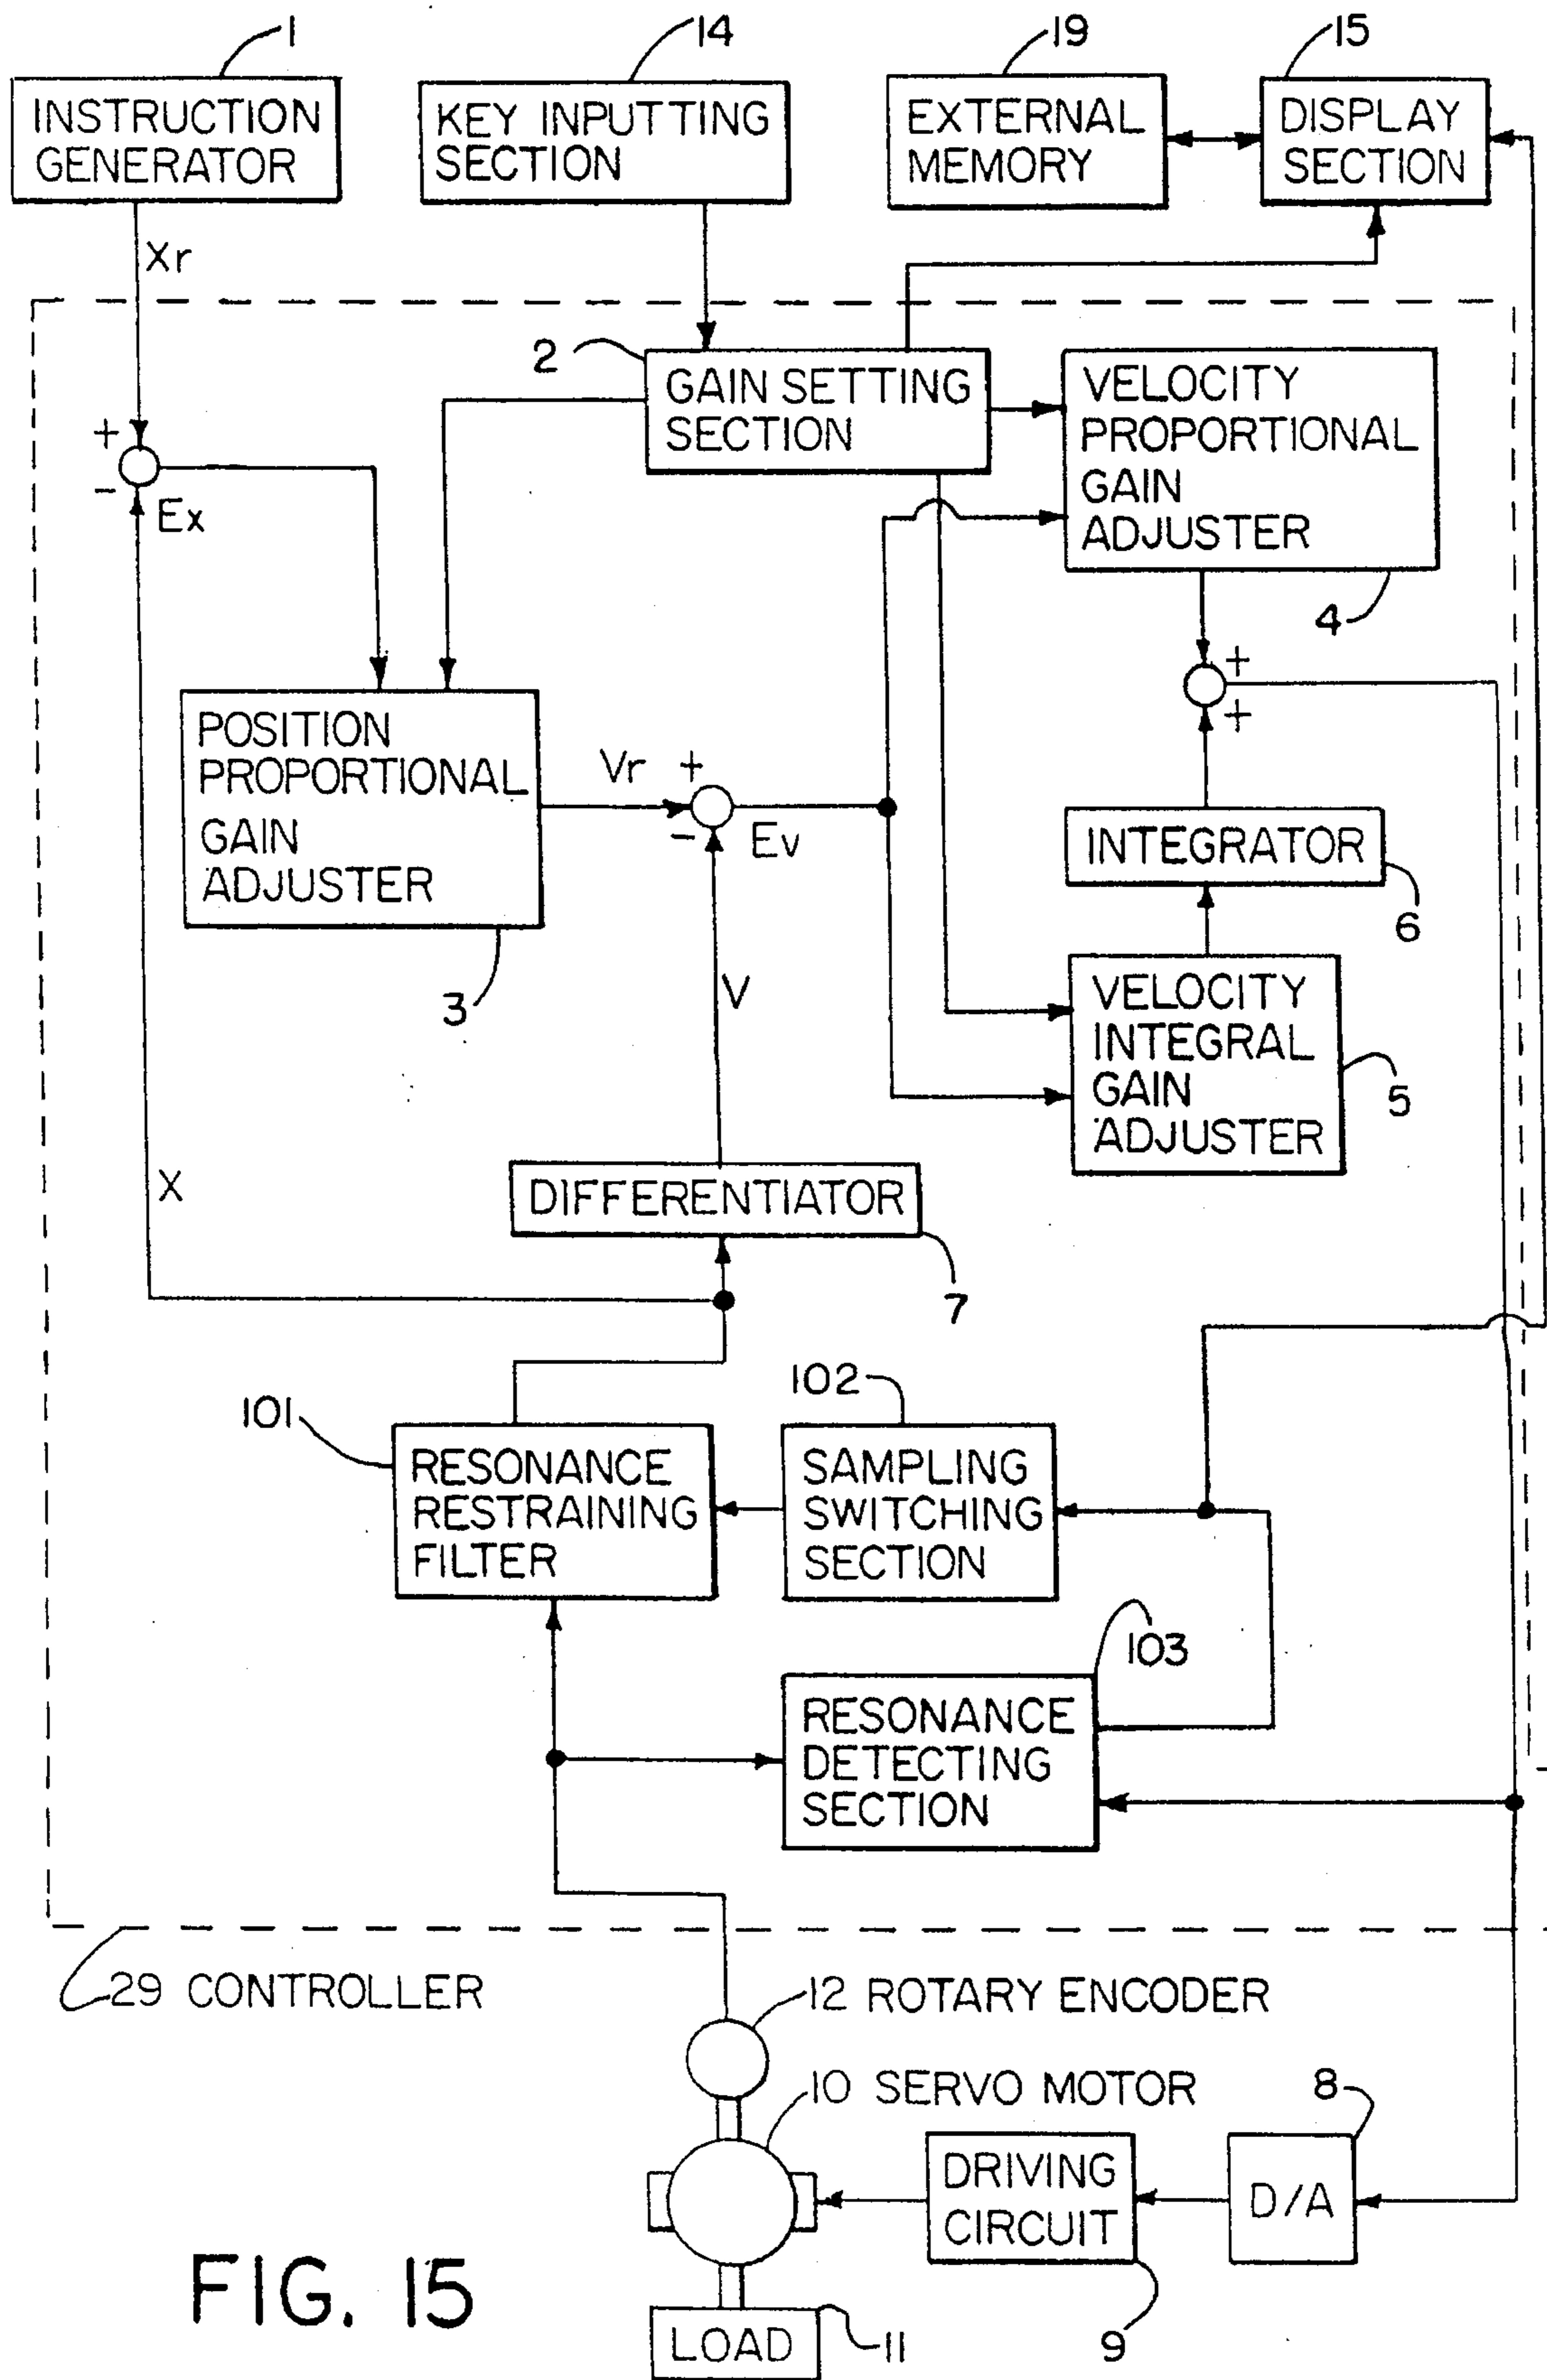 1
14
19
15
INSTRUCTION
GENERATOR
KEY INPUTTING
SECTION
EXTERNAL
MEMORY
DISPLAY
SECTION
Xr
2
GAIN SETTING
SECTION
VELOCITY
PROPORTIONAL
GAIN
ADJUSTER
4
+
-
Ex
+
+
POSITION
PROPORTIONAL
GAIN
ADJUSTER
3
Vr
+
-
Ev
INTEGRATOR
6
V
VELOCITY
INTEGRAL
GAIN
ADJUSTER
5
X
DIFFERENTIATOR
7
101
102
RESONANCE
RESTRAINING
FILTER
SAMPLING
SWITCHING
SECTION
103
RESONANCE
DETECTING
SECTION
29 CONTROLLER
12 ROTARY ENCODER
10 SERVO MOTOR
8
DRIVING
CIRCUIT
D/A
9
LOAD
11
FIG. 15